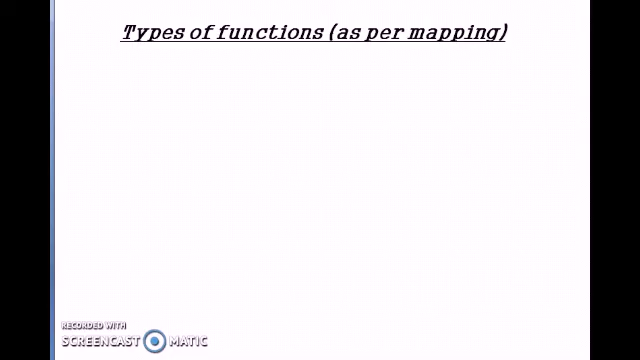 Types of functions (as per mapping)
RECORDED WITH
SCREENCAST MATIC